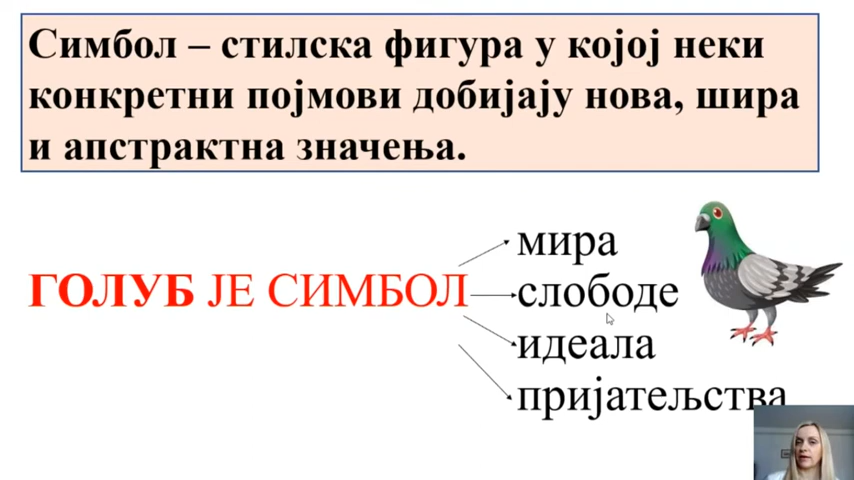 Симбол – стилска фигура у којој неки
конкретни појмови добијају нова, шира
и апстрактна значења.
мира
ГОЛУБ ЈЕ СИМБОЛ слободе
идеала
пријатељства